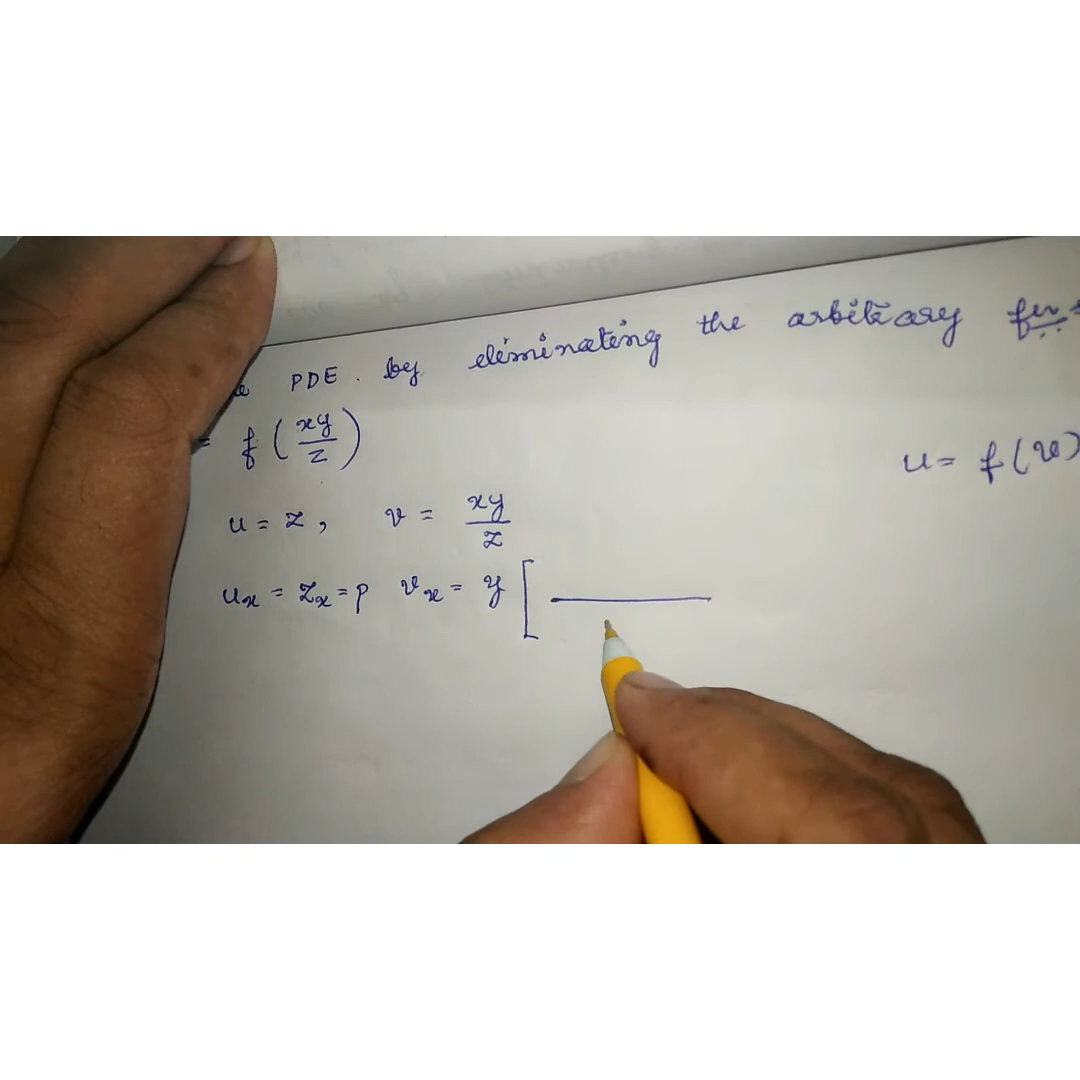 PDE. by eliminating the arbitrary
= f(xy/z)
u = f(v)
u = z, v = xy/z
uₓ = zₓ = p vₓ = y [